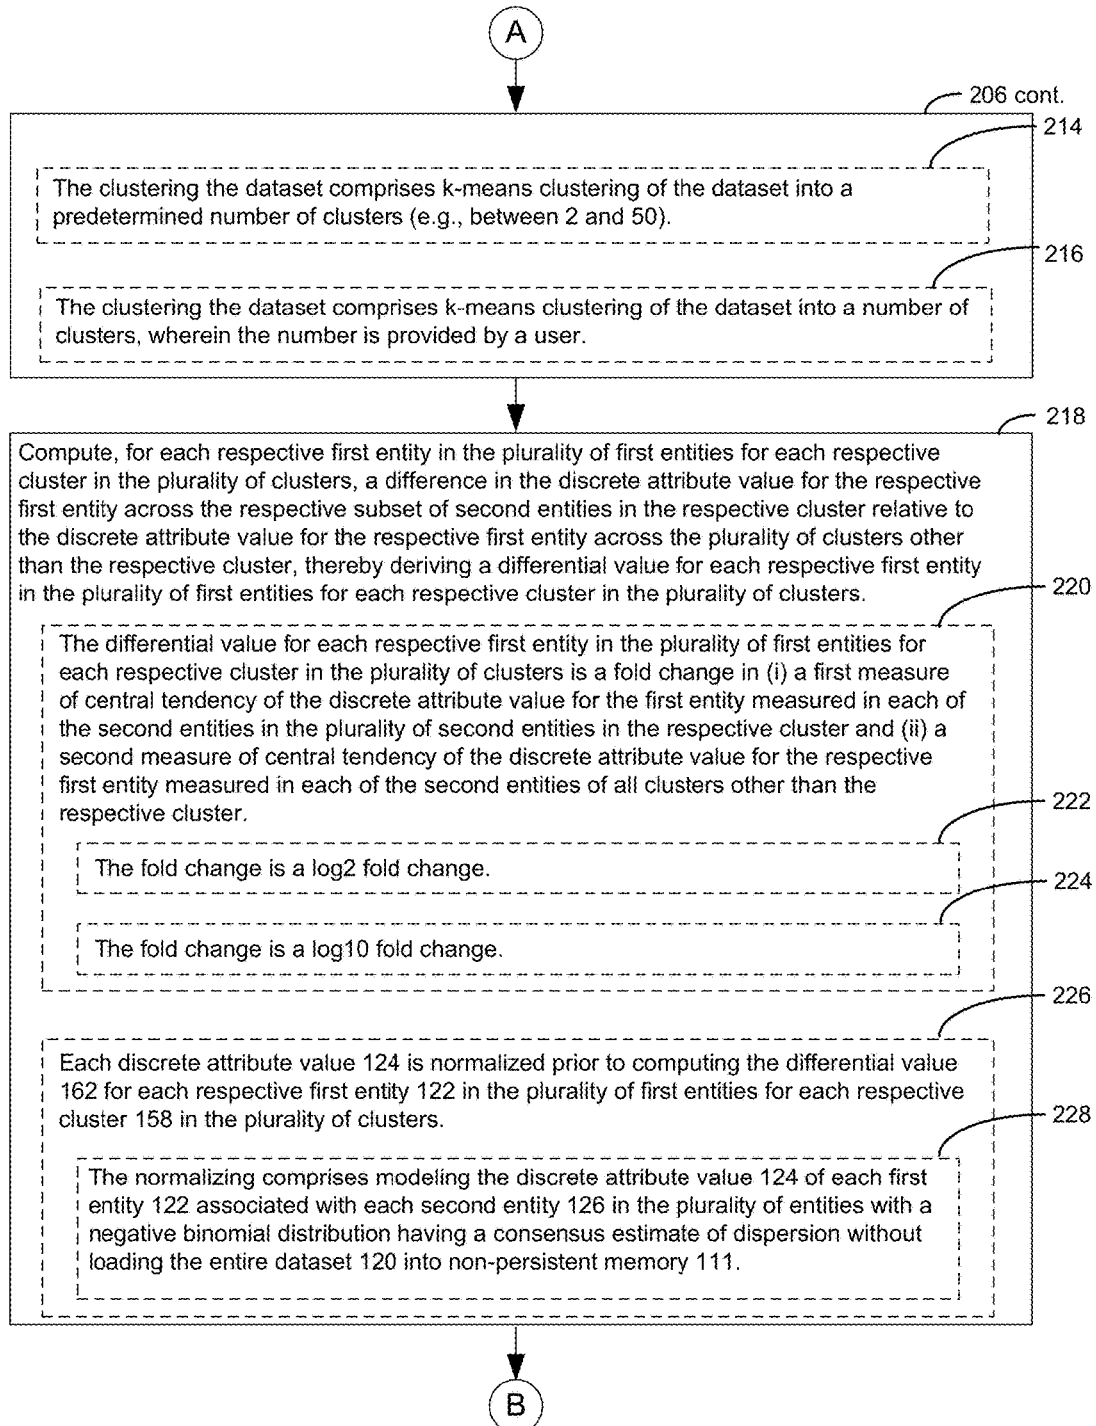 A
206 cont.
214
The clustering the dataset comprises k-means clustering of the dataset into a
predetermined number of clusters (e.g., between 2 and 50).
216
The clustering the dataset comprises k-means clustering of the dataset into a number of
clusters, wherein the number is provided by a user.
218
Compute, for each respective first entity in the plurality of first entities for each respective
cluster in the plurality of clusters, a difference in the discrete attribute value for the respective
first entity across the respective subset of second entities in the respective cluster relative to
the discrete attribute value for the respective first entity across the plurality of clusters other
than the respective cluster, thereby deriving a differential value for each respective first entity
in the plurality of first entities for each respective cluster in the plurality of clusters.
220
The differential value for each respective first entity in the plurality of first entities for
each respective cluster in the plurality of clusters is a fold change in (i) a first measure
of central tendency of the discrete attribute value for the first entity measured in each of
the second entities in the plurality of second entities in the respective cluster and (ii) a
second measure of central tendency of the discrete attribute value for the respective
first entity measured in each of the second entities of all clusters other than the
respective cluster.
222
The fold change is a log2 fold change.
224
The fold change is a log10 fold change.
226
Each discrete attribute value 124 is normalized prior to computing the differential value
162 for each respective first entity 122 in the plurality of first entities for each respective
cluster 158 in the plurality of clusters.
228
The normalizing comprises modeling the discrete attribute value 124 of each first
entity 122 associated with each second entity 126 in the plurality of entities with a
negative binomial distribution having a consensus estimate of dispersion without
loading the entire dataset 120 into non-persistent memory 111.
B